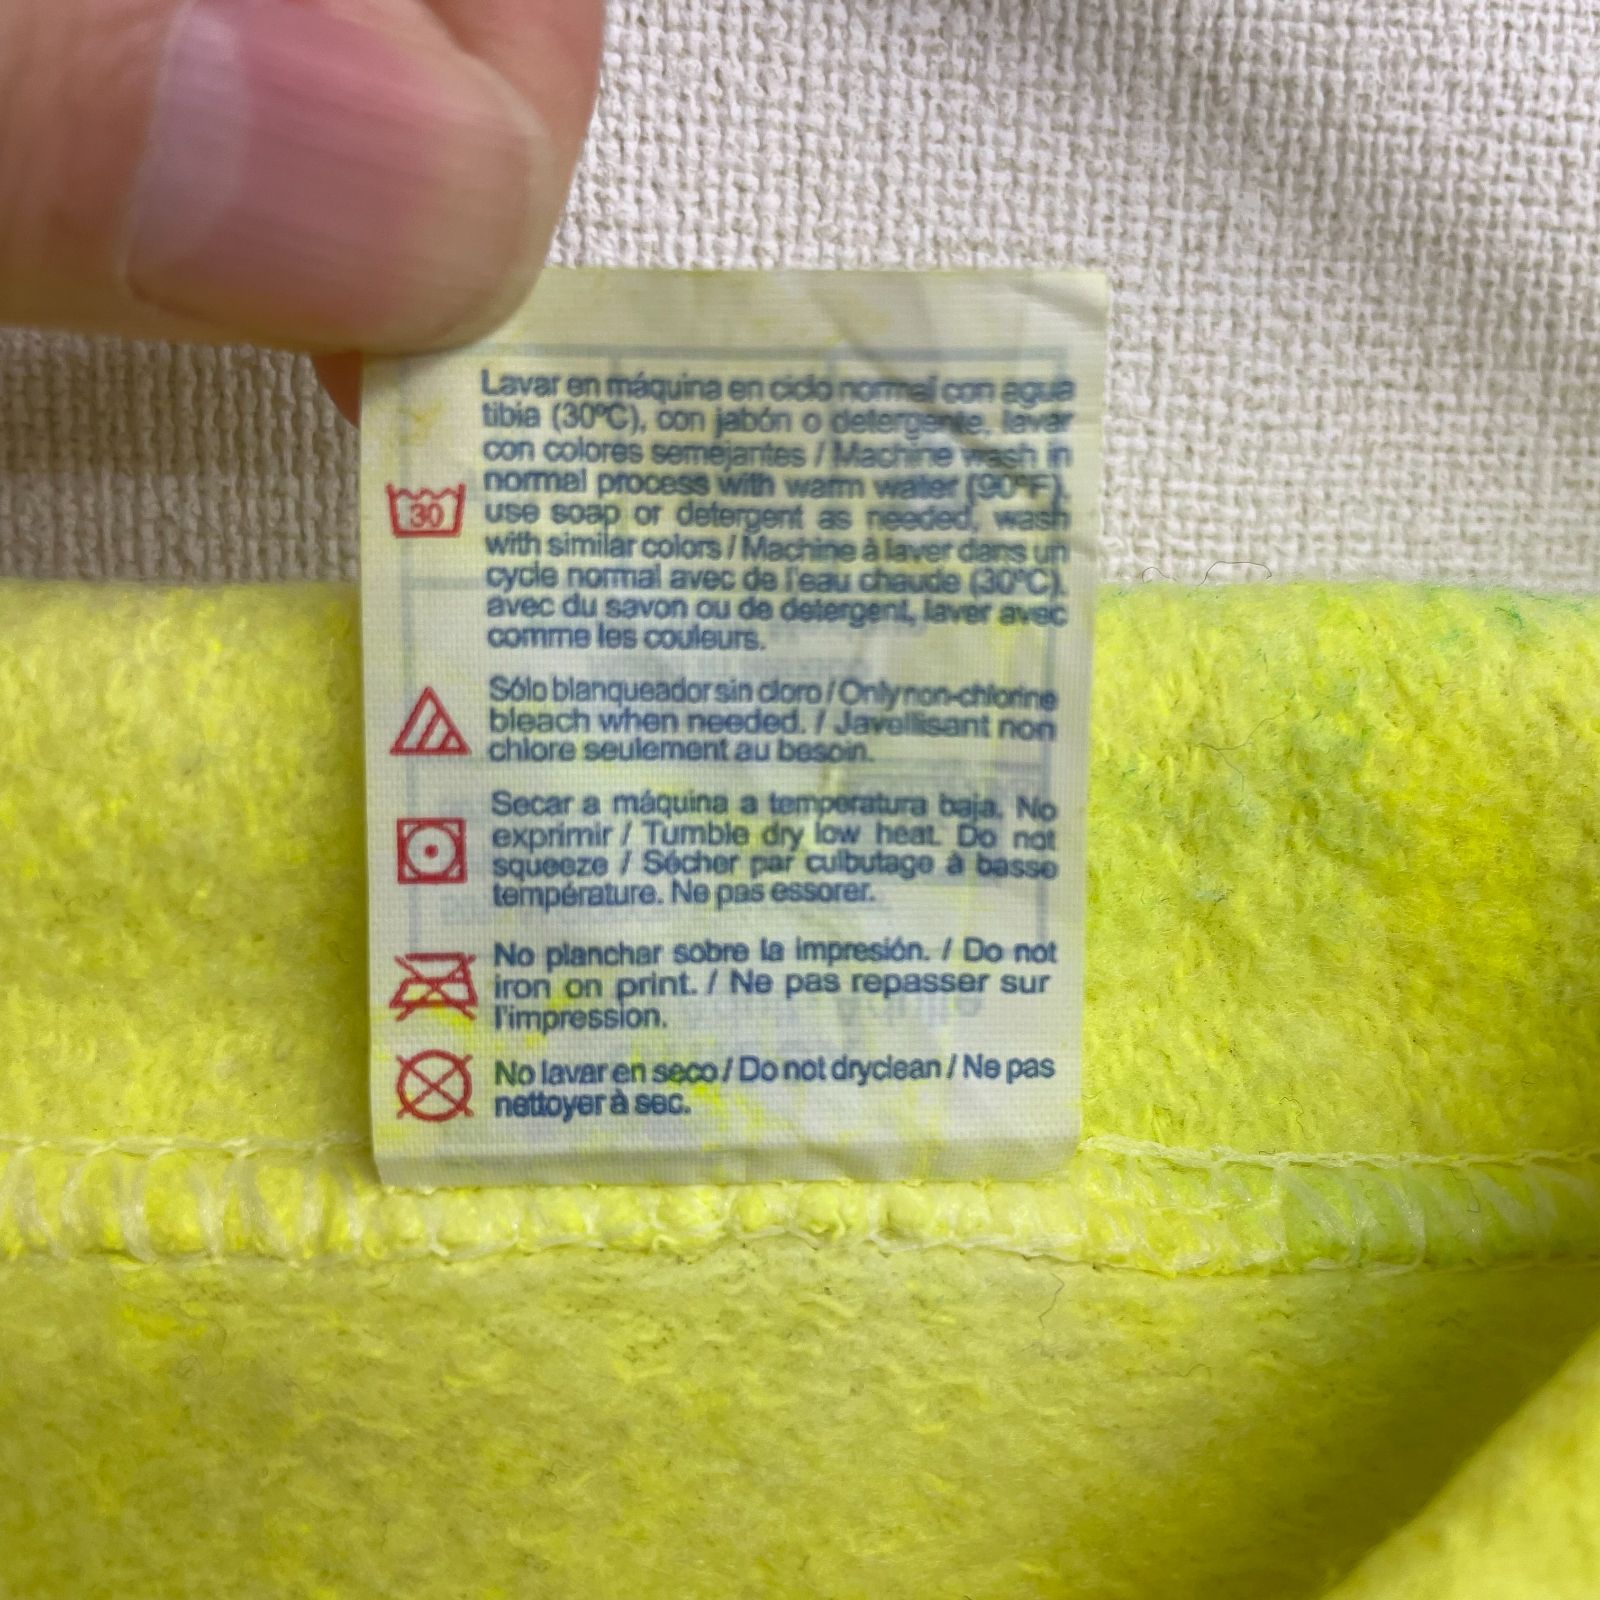 Lavar en máquina en ciclo normal con agua
tibia (30ºC), con jabón o detergente, lavar
con colores semejantes / Machine wash in
normal process with warm water (90ºF),
30
use soap or detergent as needed, wash
with similar colors / Machine à laver dans un
cycle normal avec de l'eau chaude (30ºC),
avec du savon ou de detergent, laver avec
comme les couleurs.
Sólo blanqueador sin cloro / Only non-chlorine
bleach when needed. / Javellisant non
chlore seulement au besoin.
Secar a máquina a temperatura baja. No
exprimir / Tumble dry low heat. Do not
squeeze / Sécher par culbutage à basse
température. Ne pas essorer.
No planchar sobre la impresión. / Do not
iron on print. / Ne pas repasser sur
l'impression.
No lavar en seco / Do not dryclean / Ne pas
nettoyer à sec.